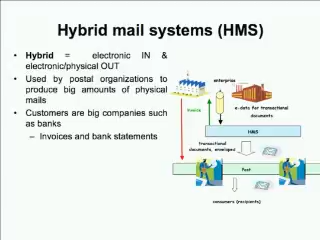 Hybrid mail systems (HMS)
• Hybrid = electronic IN &
electronic/physical OUT
• Used by postal organizations to
produce big amounts of physical
mails
• Customers are big companies such
as banks
– Invoices and bank statements
enterprise
e-data for transactional
documents
HMS
transactional
documents, enveloped
Post
consumers (recipients)